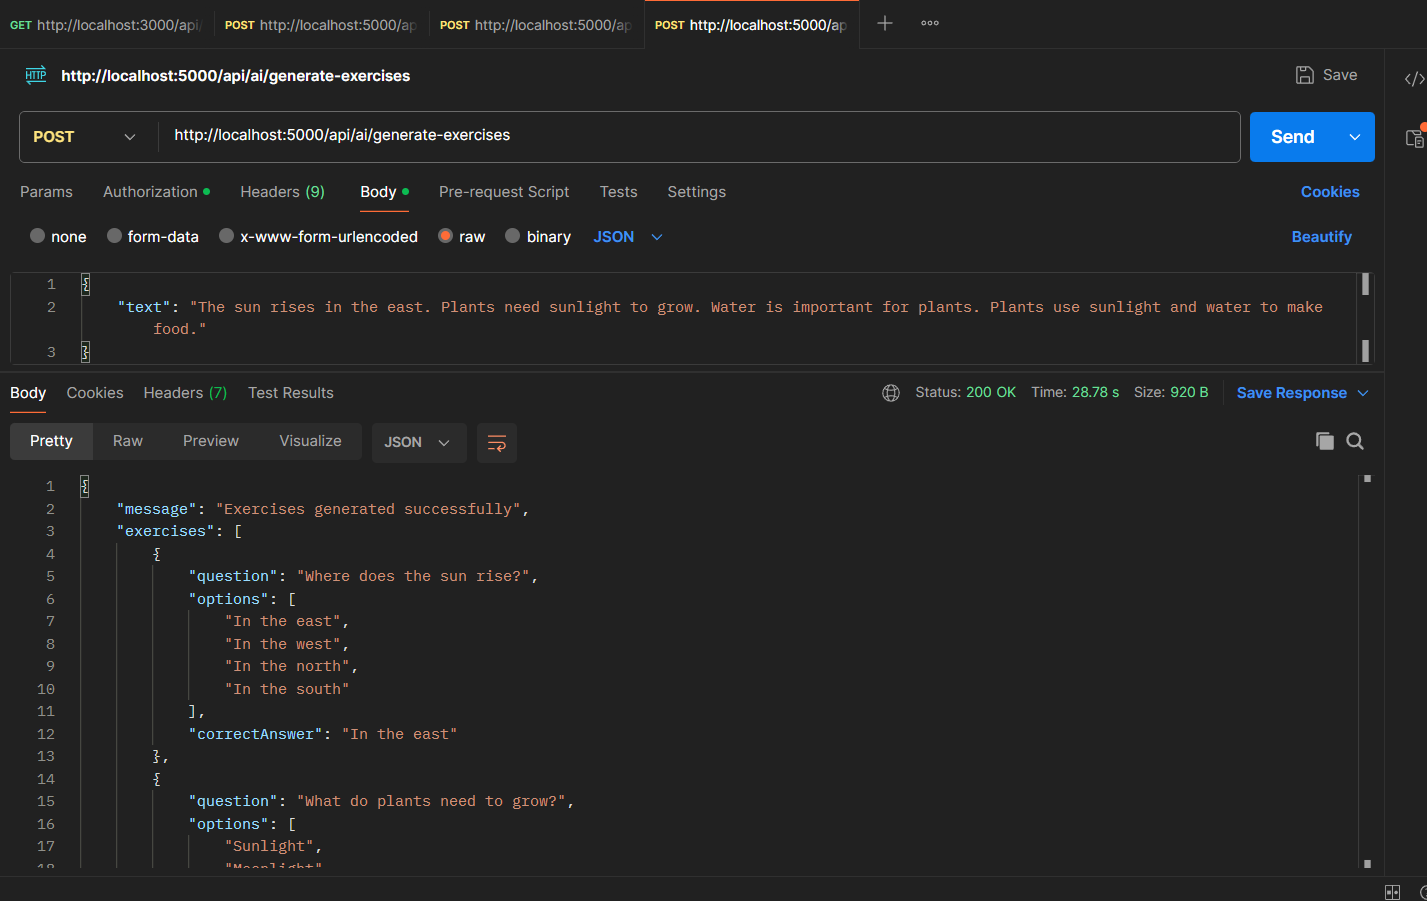 GET http://localhost:3000/api/
POST http://localhost:5000/ap
POST http://localhost:5000/ap
POST http://localhost:5000/ap
HTTP http://localhost:5000/api/ai/generate-exercises
Save
POST http://localhost:5000/api/ai/generate-exercises
Send
Params Authorization Headers (9) Body Pre-request Script Tests Settings Cookies
none form-data x-www-form-urlencoded raw binary JSON Beautify
1 {
2 "text": "The sun rises in the east. Plants need sunlight to grow. Water is important for plants. Plants use sunlight and water to make
food."
3 }
Body Cookies Headers (7) Test Results Status: 200 OK Time: 28.78 s Size: 920 B Save Response
Pretty Raw Preview Visualize JSON
1 {
2 "message": "Exercises generated successfully",
3 "exercises": [
4 {
5 "question": "Where does the sun rise?",
6 "options": [
7 "In the east",
8 "In the west",
9 "In the north",
10 "In the south"
11 ],
12 "correctAnswer": "In the east"
13 },
14 {
15 "question": "What do plants need to grow?",
16 "options": [
17 "Sunlight",
18 "Moonlight"